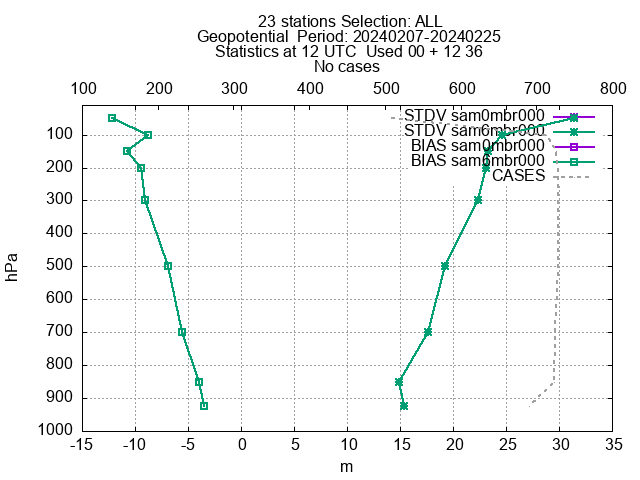 23 stations Selection: ALL
Geopotential  Period: 20240207-20240225
Statistics at 12 UTC  Used 00 + 12 36
No cases
100 200 300 400 500 600 700 800
STDV sam0mbr000
100
STDV sam6mbr000
BIAS sam0mbr000
BIAS sam6mbr000
200
CASES
300
400
500
600
700
800
900
1000
hPa
-15 -10 -5 0 5 10 15 20 25 30 35
m